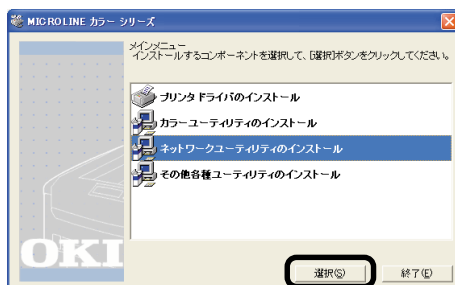 MICROLINE カラー シリーズ
メインメニュー
インストールするコンポーネントを選択して、[選択]ボタンをクリックしてください。
プリンタ ドライバのインストール
カラーユーティリティのインストール
ネットワークユーティリティのインストール
その他各種ユーティリティのインストール
OKI
選択(S)
終了(E)